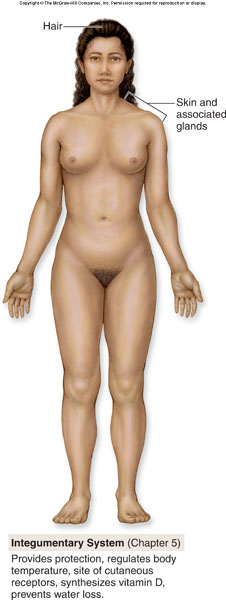 Copyright © The McGraw-Hill Companies, Inc. Permission required for reproduction or display.
Hair
Skin and
associated
glands
Integumentary System (Chapter 5)
Provides protection, regulates body
temperature, site of cutaneous
receptors, synthesizes vitamin D,
prevents water loss.